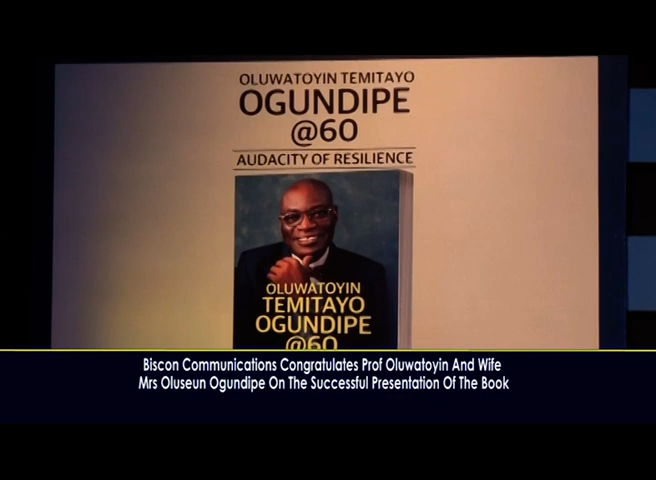 OLUWATOYIN TEMITAYO
OGUNDIPE
@60
AUDACITY OF RESILIENCE
OLUWATOYIN
TEMITAYO
OGUNDIPE
@60
Biscon Communications Congratulates Prof Oluwatoyin And Wife
Mrs Oluseun Ogundipe On The Successful Presentation Of The Book